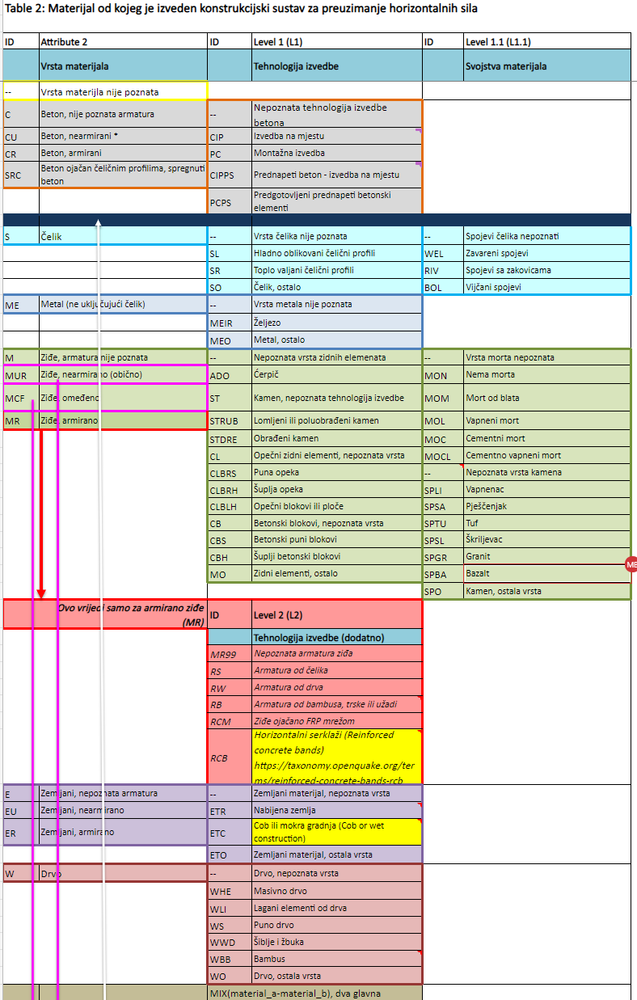 Table 2: Materijal od kojeg je izveden konstrukcijski sustav za preuzimanje horizontalnih sila
ID Attribute 2 ID Level 1 (L1) ID Level 1.1 (L1.1)
Vrsta materijala Tehnologija izvedbe Svojstva materijala
-- Vrsta materijla nije poznata
C Beton, nije poznata armatura -- Nepoznata tehnologija izvedbe
betona
CU Beton, nearmirani * CIP Izvedba na mjestu
CR Beton, armirani PC Montažna izvedba
SRC Beton ojačan čeličnim profilima, spregnuti
beton CIPPS Prednapeti beton - izvedba na mjestu
PCPS Predgotovljeni prednapeti betonski
elementi
S Čelik -- Vrsta čelika nije poznata -- Spojevi čelika nepoznati
SL Hladno oblikovani čelični profili WEL Zavareni spojevi
SR Toplo valjani čelični profili RIV Spojevi sa zakovicama
SO Čelik, ostalo BOL Vijčani spojevi
ME Metal (ne uključujući čelik) -- Vrsta metala nije poznata
MEIR Željezo
MEO Metal, ostalo
M Ziđe, armatura nije poznata -- Nepoznata vrsta zidnih elemenata -- Vrsta morta nepoznata
MUR Ziđe, nearmirano (obično) ADO Ćerpič MON Nema morta
MCF Ziđe, omeđeno ST Kamen, nepoznata tehnologija izvedbe MOM Mort od blata
MR Ziđe, armirano STRUB Lomljeni ili poluobrađeni kamen MOL Vapneni mort
STDRE Obrađeni kamen MOC Cementni mort
CL Opečni zidni elementi, nepoznata vrsta MOCL Cementno vapneni mort
CLBRS Puna opeka -- Nepoznata vrsta kamena
CLBRH Šuplja opeka SPLI Vapnenac
CLBLH Opečni blokovi ili ploče SPSA Pješčenjak
CB Betonski blokovi, nepoznata vrsta SPTU Tuf
CBS Betonski puni blokovi SPSL Škriljevac
CBH Šuplji betonski blokovi SPGR Granit
MO Zidni elementi, ostalo SPBA Bazalt
SPO Kamen, ostala vrsta
Ovo vrijedi samo za armirano ziđe
(MR) ID Level 2 (L2)
Tehnologija izvedbe (dodatno)
MR99 Nepoznata armatura ziđa
RS Armatura od čelika
RW Armatura od drva
RB Armatura od bambusa, trske ili užadi
RCM Ziđe ojačano FRP mrežom
RCB Horizontalni serklaži (Reinforced
concrete bands)
https://taxonomy.openquake.org/ter
ms/reinforced-concrete-bands-rcb
E Zemljani, nepoznata armatura -- Zemljani materijal, nepoznata vrsta
EU Zemljani, nearmirano ETR Nabijena zemlja
ER Zemljani, armirano ETC Cob ili mokra gradnja (Cob or wet
construction)
ETO Zemljani materijal, ostala vrsta
W Drvo -- Drvo, nepoznata vrsta
WHE Masivno drvo
WLI Lagani elementi od drva
WS Puno drvo
WWD Šiblje i žbuka
WBB Bambus
WO Drvo, ostala vrsta
MIX(material_a-material_b), dva glavna